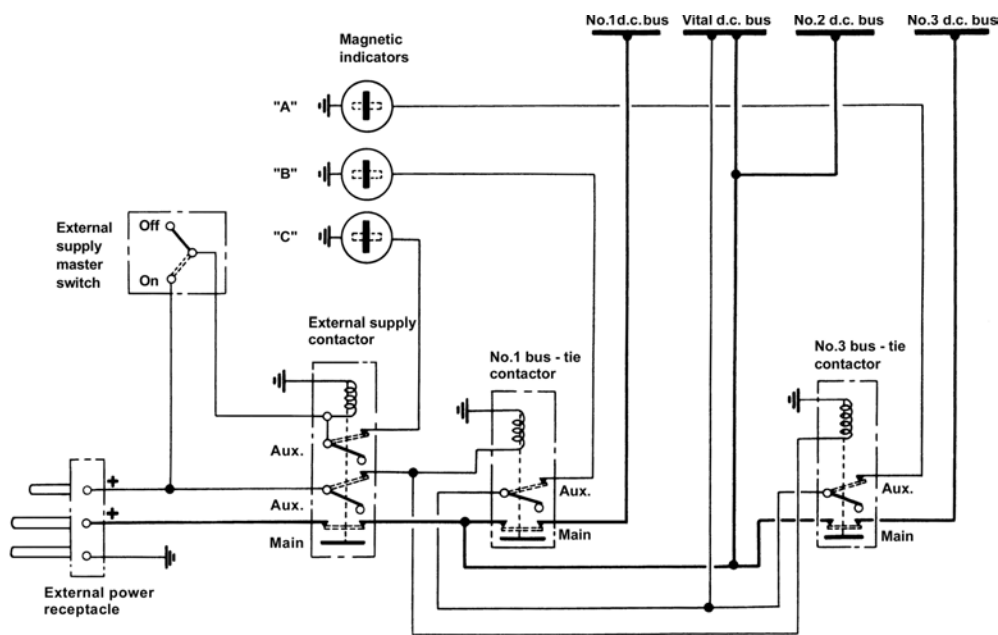 No.1d.c. bus
Vital d.c. bus
No.2 d.c. bus
No.3 d.c. bus
Magnetic
indicators
"A"
"B"
"C"
External
supply
master
switch
Off
On
External supply
contactor
No.1 bus - tie
contactor
No.3 bus - tie
contactor
Aux.
Aux.
Main
Aux.
Main
Aux.
Main
+
+
External power
receptacle